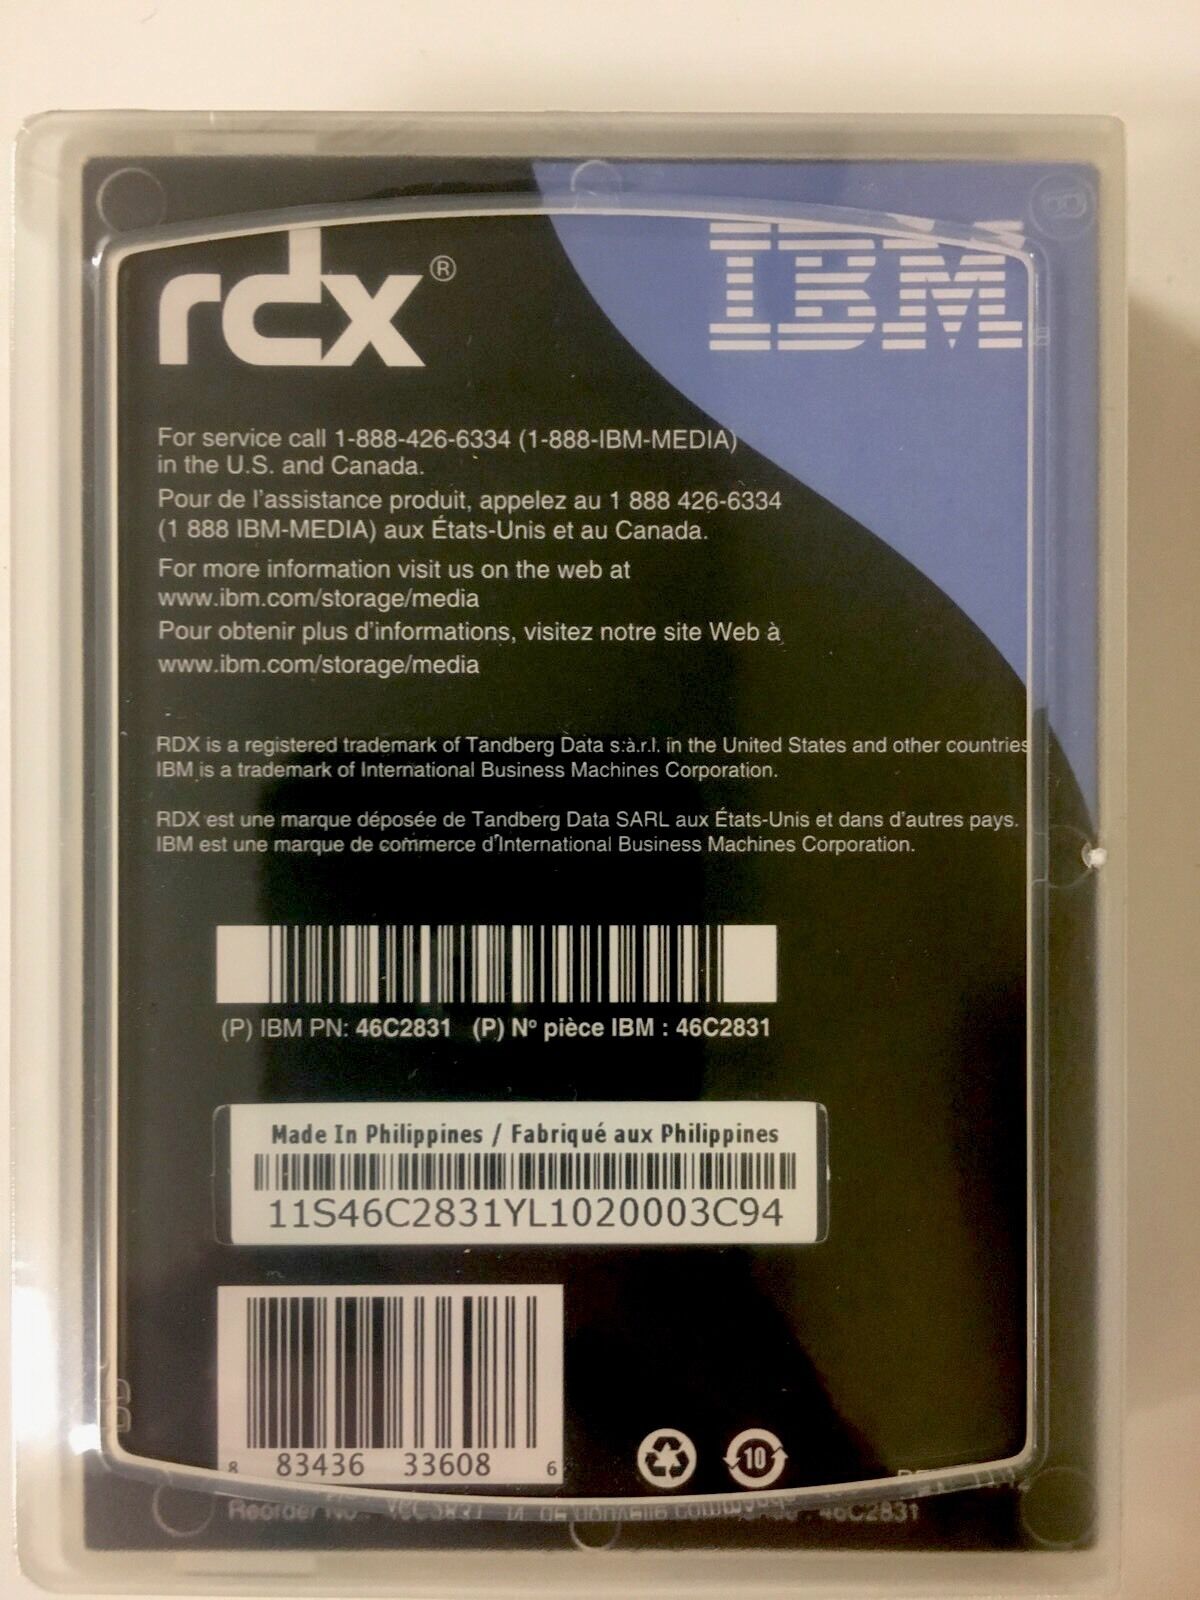 rdx®
IBM
For service call 1-888-426-6334 (1-888-IBM-MEDIA)
in the U.S. and Canada.
Pour de l'assistance produit, appelez au 1 888 426-6334
(1 888 IBM-MEDIA) aux États-Unis et au Canada.
For more information visit us on the web at
www.ibm.com/storage/media
Pour obtenir plus d'informations, visitez notre site Web à
www.ibm.com/storage/media
RDX is a registered trademark of Tandberg Data s.à.r.l. in the United States and other countries
IBM is a trademark of International Business Machines Corporation.
RDX est une marque déposée de Tandberg Data SARL aux États-Unis et dans d'autres pays.
IBM est une marque de commerce d'International Business Machines Corporation.
(P) IBM PN: 46C2831 (P) Nº pièce IBM : 46C2831
Made In Philippines / Fabriqué aux Philippines
11S46C2831YL1020003C94
8 83436 33608 6
10
Reorder No 46C2831